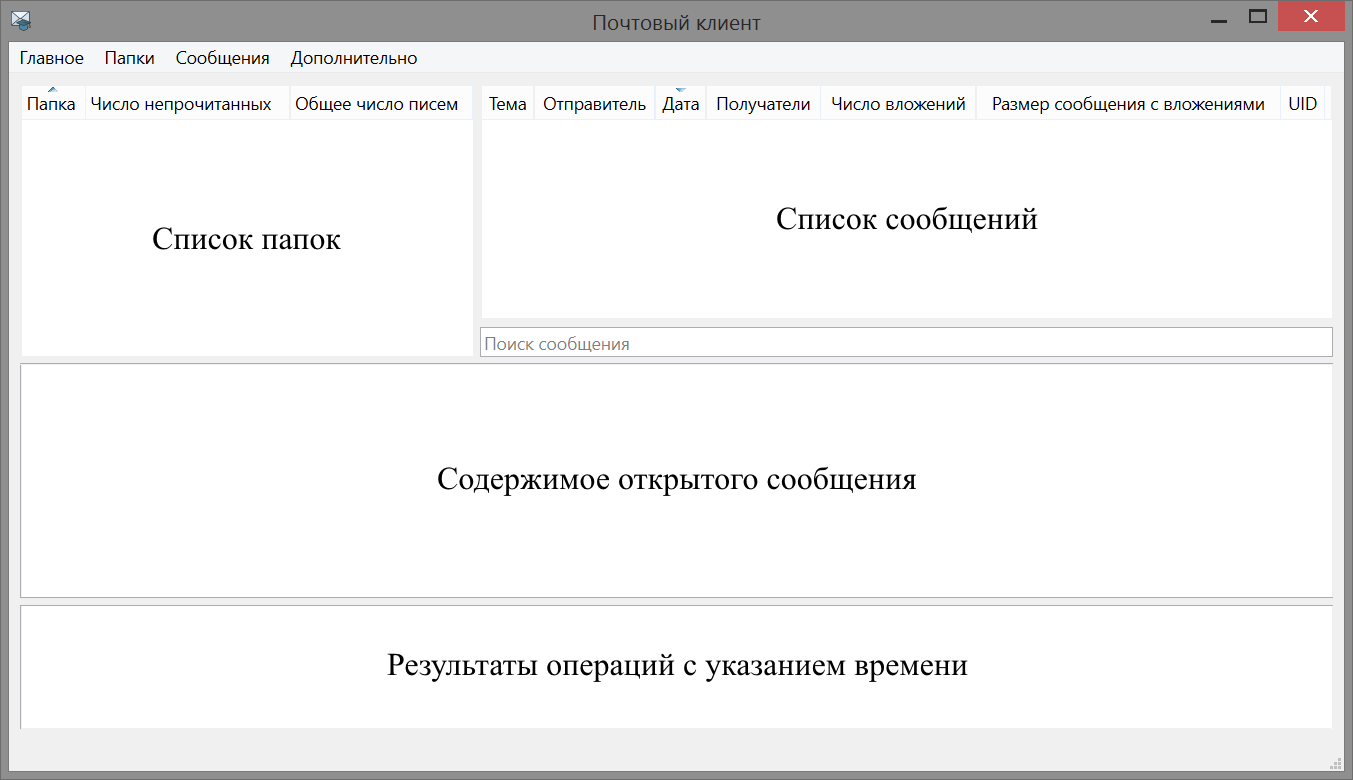 Почтовый клиент
Главное Папки Сообщения Дополнительно
Папка Число непрочитанных Общее число писем
Список папок
Тема Отправитель Дата Получатели Число вложений Размер сообщения с вложениями UID
Список сообщений
Поиск сообщения
Содержимое открытого сообщения
Результаты операций с указанием времени